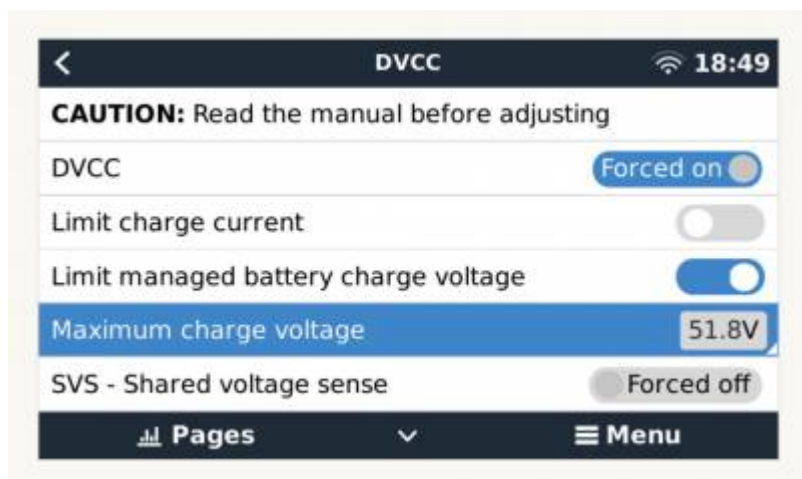 DVCC 18:49
CAUTION: Read the manual before adjusting
DVCC Forced on
Limit charge current
Limit managed battery charge voltage
Maximum charge voltage 51.8V
SVS - Shared voltage sense Forced off
Pages Menu